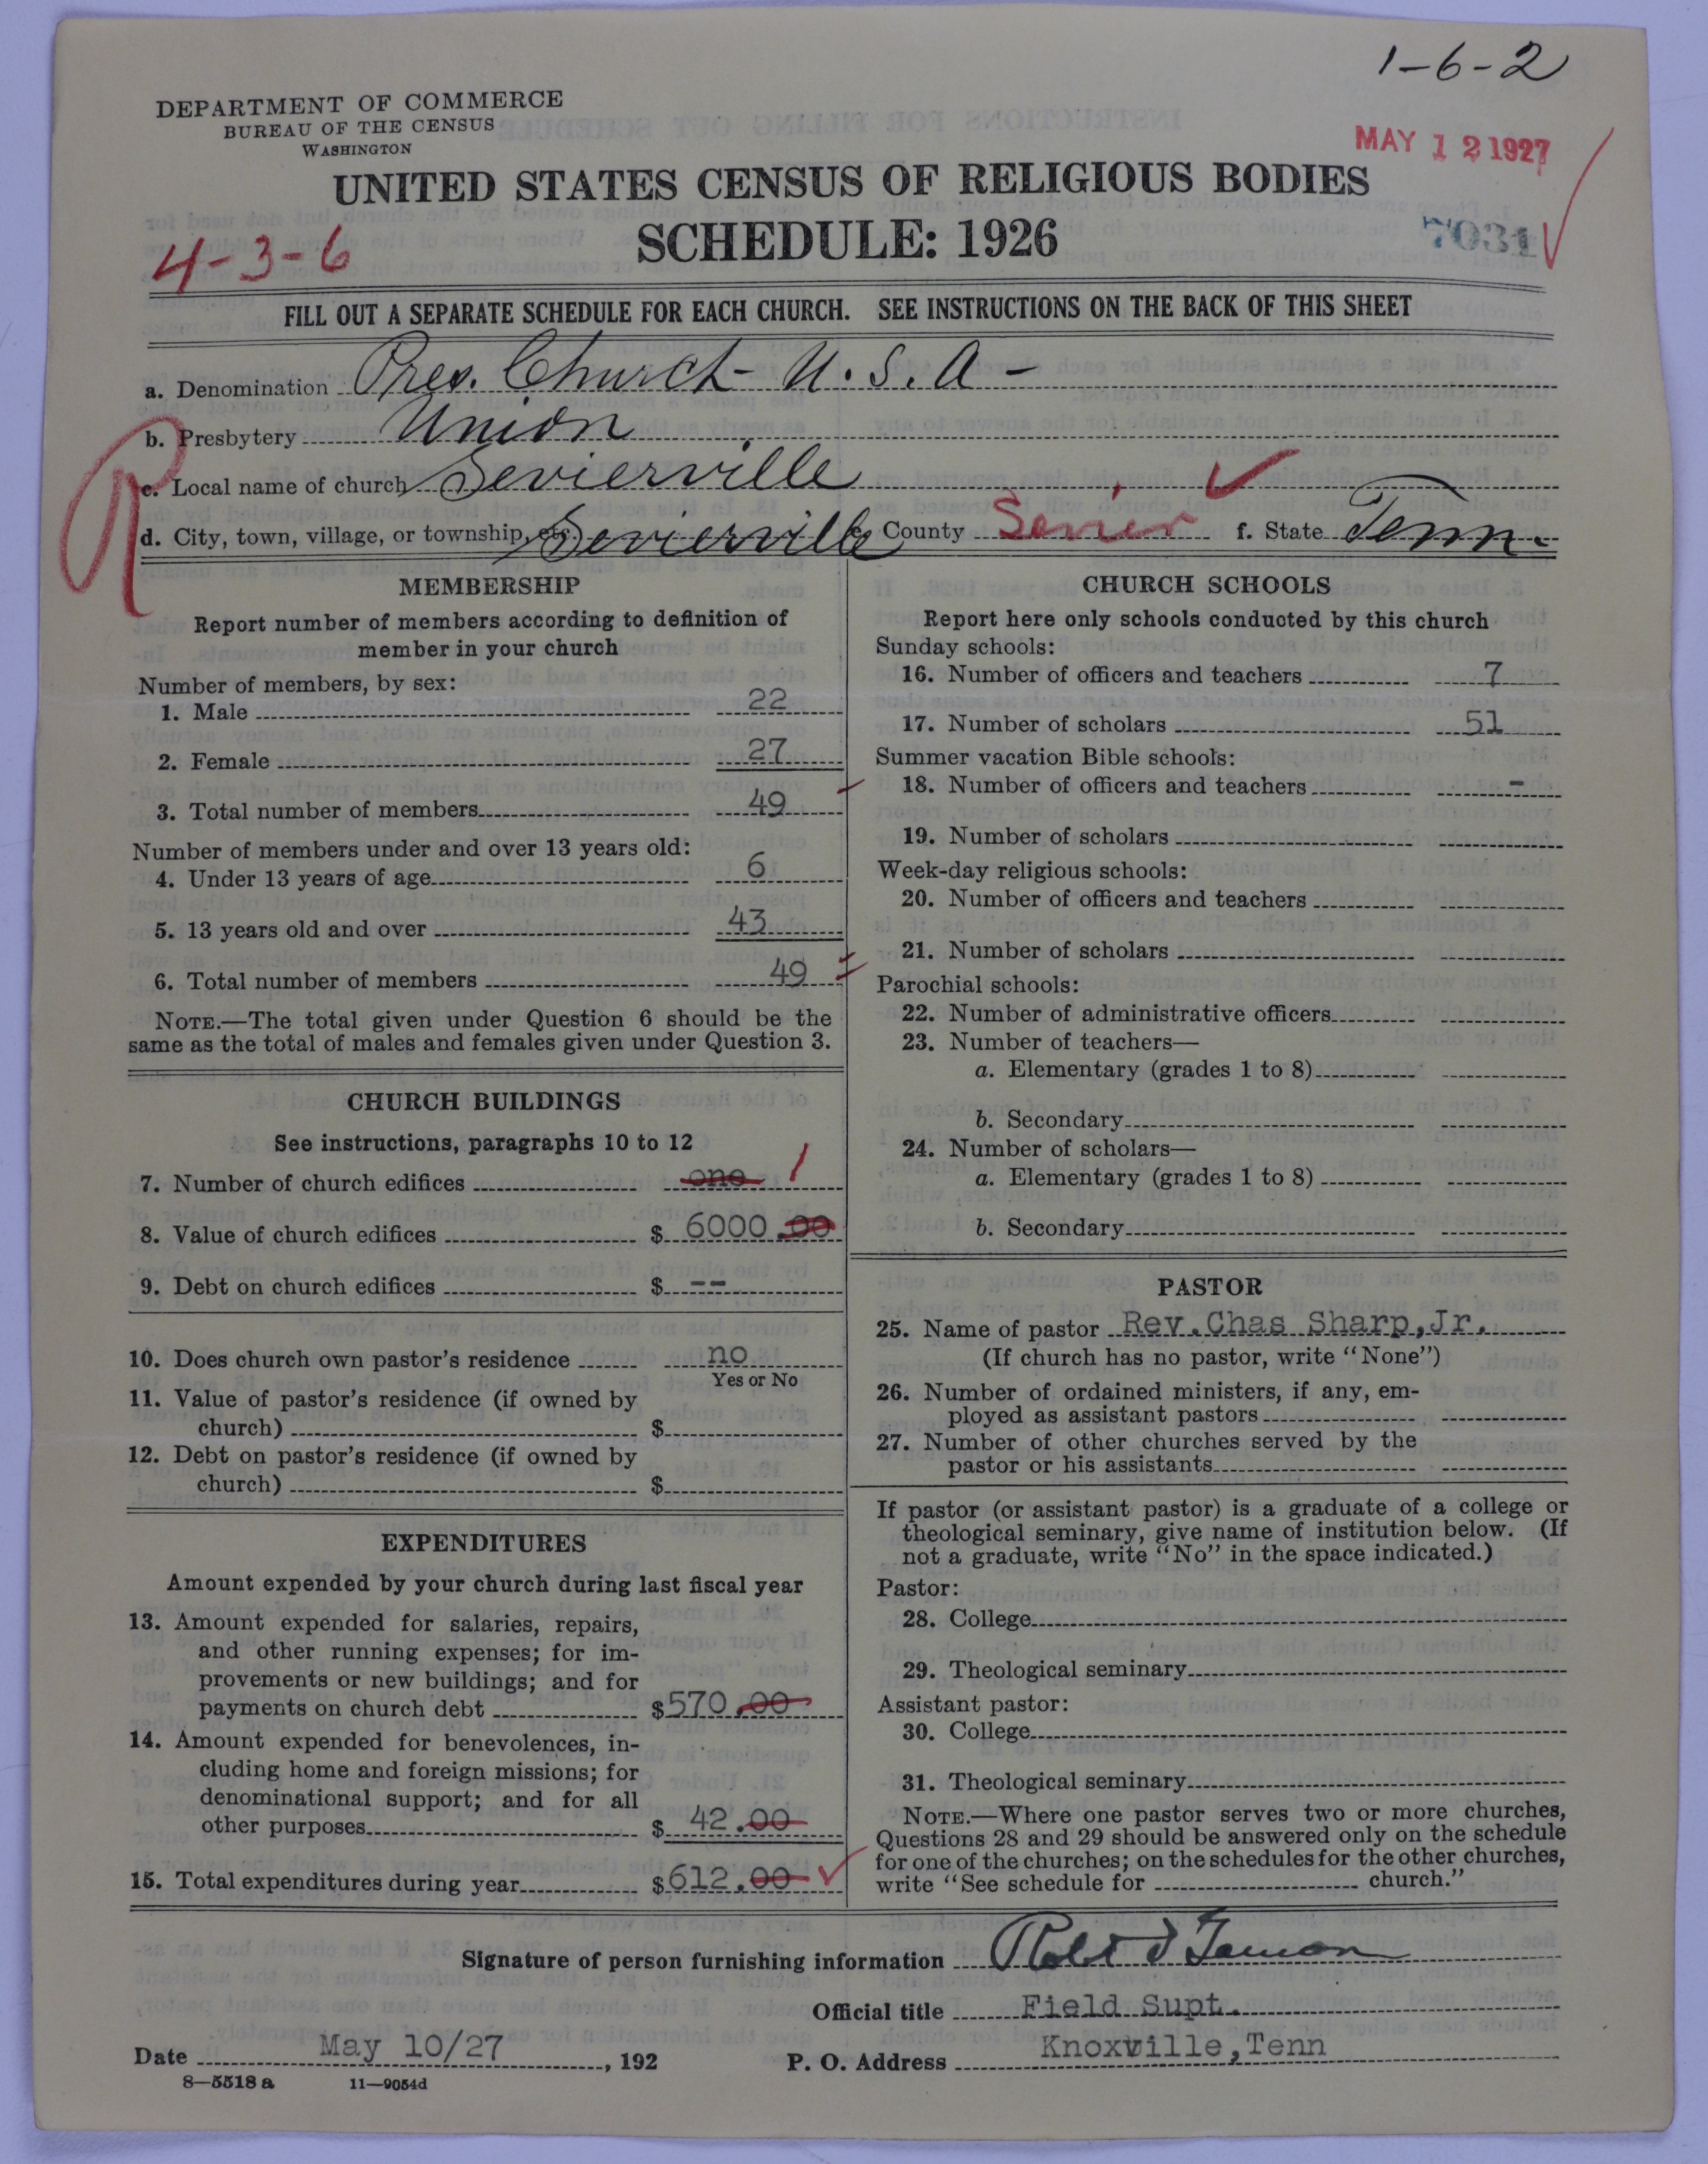 1-6-2
DEPARTMENT OF COMMERCE
BUREAU OF THE CENSUS
WASHINGTON
MAY 12 1927
UNITED STATES CENSUS OF RELIGIOUS BODIES
SCHEDULE: 1926
7031
4-3-6
FILL OUT A SEPARATE SCHEDULE FOR EACH CHURCH. SEE INSTRUCTIONS ON THE BACK OF THIS SHEET
a. Denomination Pres. Church - U.S.A -
b. Presbytery Union
R
c. Local name of church Sevierville
d. City, town, village, or township, etc. Sevierville e. County Sevier f. State Tenn.
MEMBERSHIP
Report number of members according to definition of
member in your church
Number of members, by sex:
1. Male 22
2. Female 27
3. Total number of members 49
Number of members under and over 13 years old:
4. Under 13 years of age 6
5. 13 years old and over 43
6. Total number of members 49
NOTE.—The total given under Question 6 should be the
same as the total of males and females given under Question 3.
CHURCH BUILDINGS
See instructions, paragraphs 10 to 12
7. Number of church edifices one 1
8. Value of church edifices $ 6000.00
9. Debt on church edifices $ --
10. Does church own pastor's residence no
Yes or No
11. Value of pastor's residence (if owned by
church) $
12. Debt on pastor's residence (if owned by
church) $
EXPENDITURES
Amount expended by your church during last fiscal year
13. Amount expended for salaries, repairs,
and other running expenses; for im-
provements or new buildings; and for
payments on church debt $570.00
14. Amount expended for benevolences, in-
cluding home and foreign missions; for
denominational support; and for all
other purposes $ 42.00
15. Total expenditures during year $612.00
CHURCH SCHOOLS
Report here only schools conducted by this church
Sunday schools:
16. Number of officers and teachers 7
17. Number of scholars 51
Summer vacation Bible schools:
18. Number of officers and teachers -
19. Number of scholars
Week-day religious schools:
20. Number of officers and teachers
21. Number of scholars
Parochial schools:
22. Number of administrative officers
23. Number of teachers—
a. Elementary (grades 1 to 8)
b. Secondary
24. Number of scholars—
a. Elementary (grades 1 to 8)
b. Secondary
PASTOR
25. Name of pastor Rev.Chas Sharp,Jr.
(If church has no pastor, write "None")
26. Number of ordained ministers, if any, em-
ployed as assistant pastors
27. Number of other churches served by the
pastor or his assistants
If pastor (or assistant pastor) is a graduate of a college or
theological seminary, give name of institution below. (If
not a graduate, write "No" in the space indicated.)
Pastor:
28. College
29. Theological seminary
Assistant pastor:
30. College
31. Theological seminary
NOTE.—Where one pastor serves two or more churches,
Questions 28 and 29 should be answered only on the schedule
for one of the churches; on the schedules for the other churches,
write "See schedule for church."
Signature of person furnishing information Robt
Official title Field Supt.
Date May 10/27, 192 P. O. Address Knoxville,Tenn
8—5518a 11—9054d